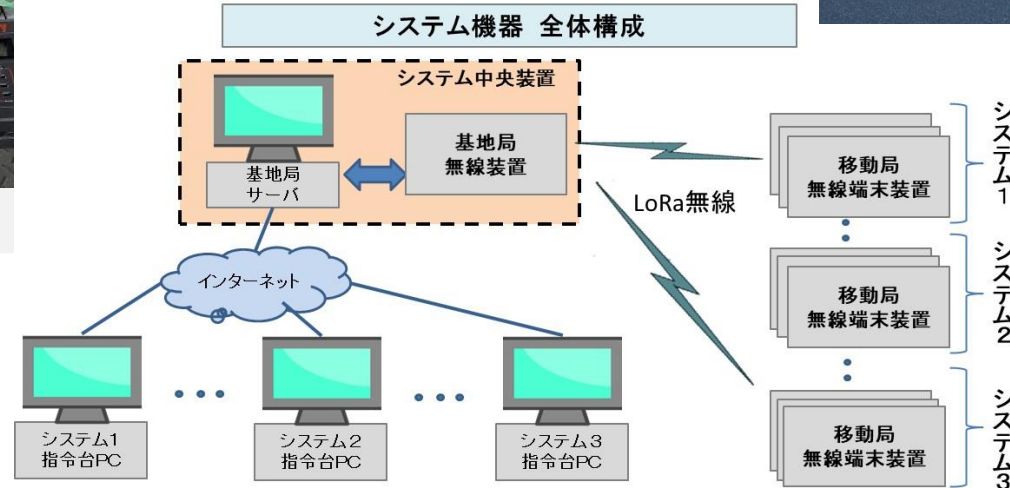 システム機器 全体構成
システム中央装置
基地局
サーバ
基地局
無線装置
LoRa無線
インターネット
システム1
指令台PC
システム2
指令台PC
システム3
指令台PC
移動局
無線端末装置
システム1
移動局
無線端末装置
システム2
移動局
無線端末装置
システム3